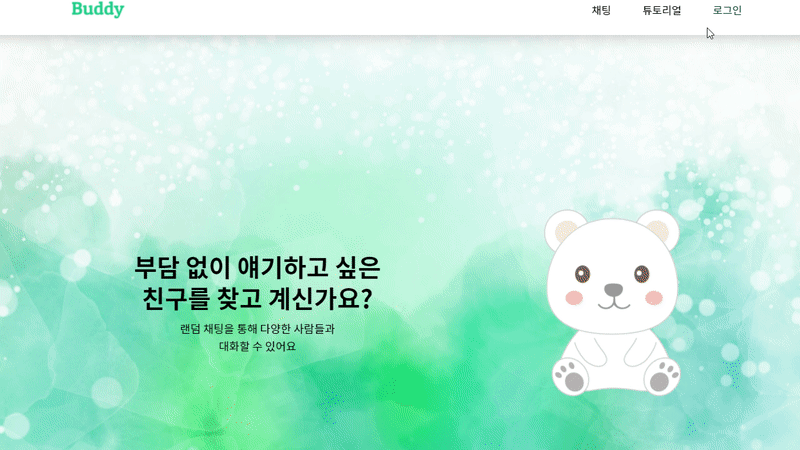 Buddy
채팅 튜토리얼 로그인
부담 없이 얘기하고 싶은
친구를 찾고 계신가요?
랜덤 채팅을 통해 다양한 사람들과
대화할 수 있어요